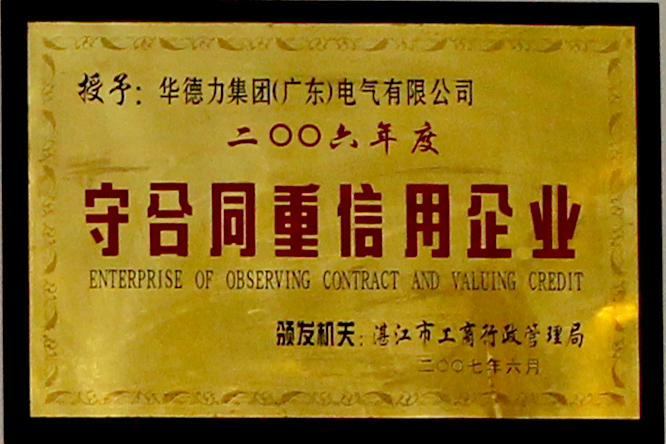 授予：华德力集团(广东)电气有限公司
二〇〇六年度
守合同重信用企业
ENTERPRISE OF OBSERVING CONTRACT AND VALUING CREDIT
颁发机关：湛江市工商行政管理局
二〇〇七年六月